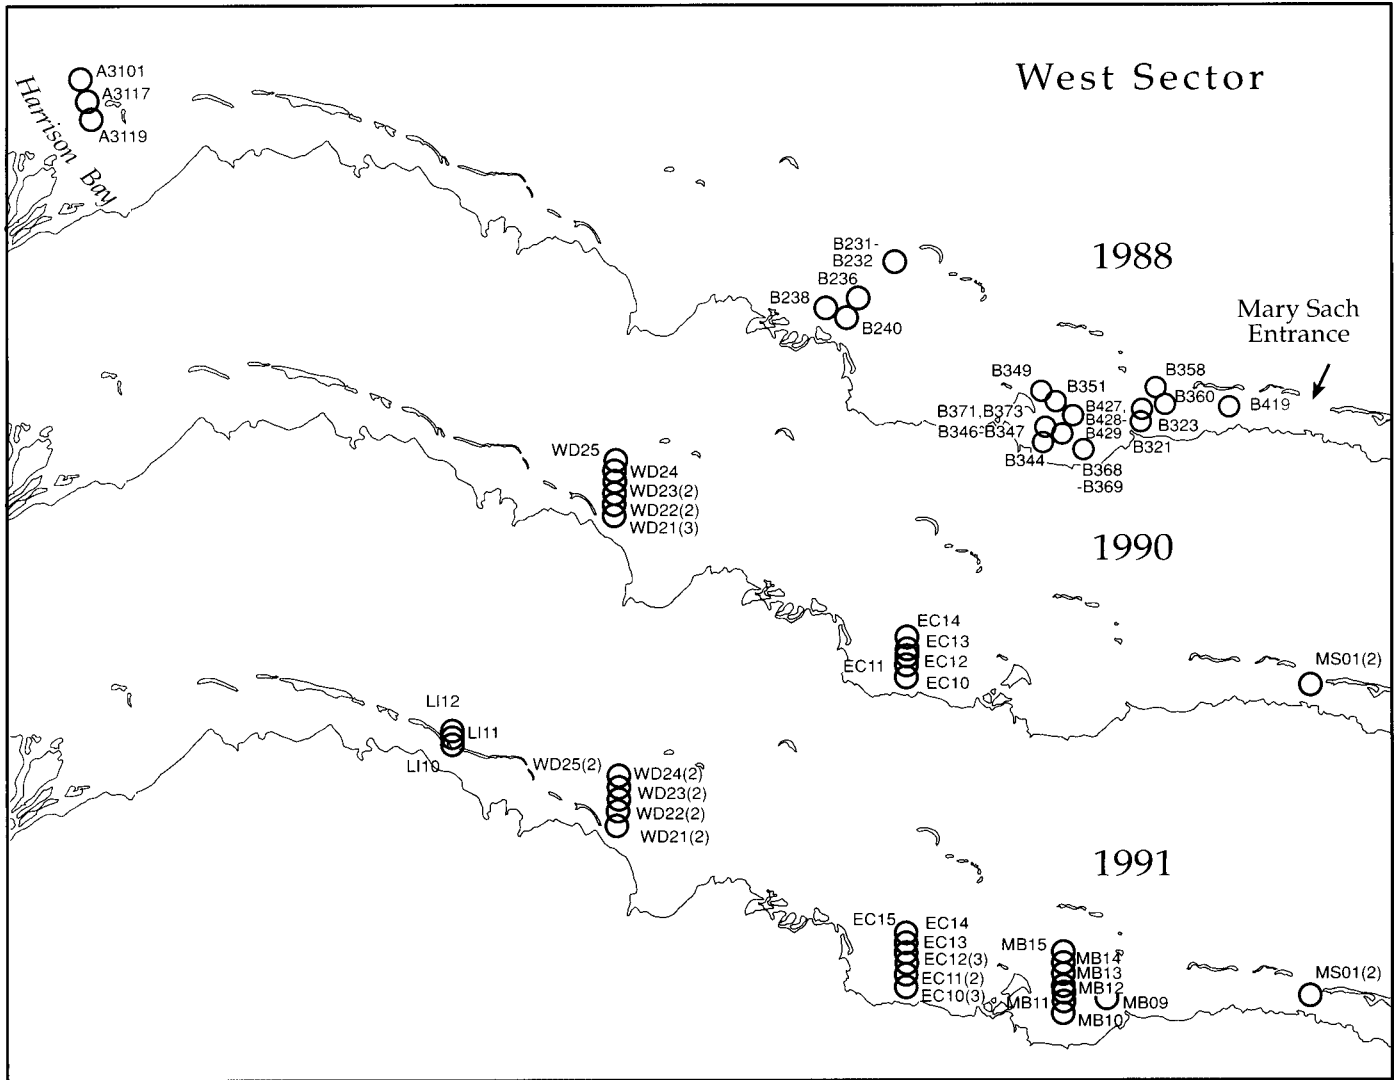 West Sector
A3101
A3117
A3119
Harrison Bay
1988
B231-
B232
B236
B238
B240
Mary Sach
Entrance
B349
B351
B358
B360
B419
B371, B373
B346-B347
B427,
B428-
B429
B323
B321
B344
B368
-B369
1990
WD25
WD24
WD23(2)
WD22(2)
WD21(3)
EC14
EC13
EC12
EC11
EC10
MS01(2)
1991
LI12
LI11
LI10
WD25(2)
WD24(2)
WD23(2)
WD22(2)
WD21(2)
EC15
EC14
EC13
EC12(3)
EC11(2)
EC10(3)
MB15
MB14
MB13
MB12
MB11
MB09
MB10
MS01(2)